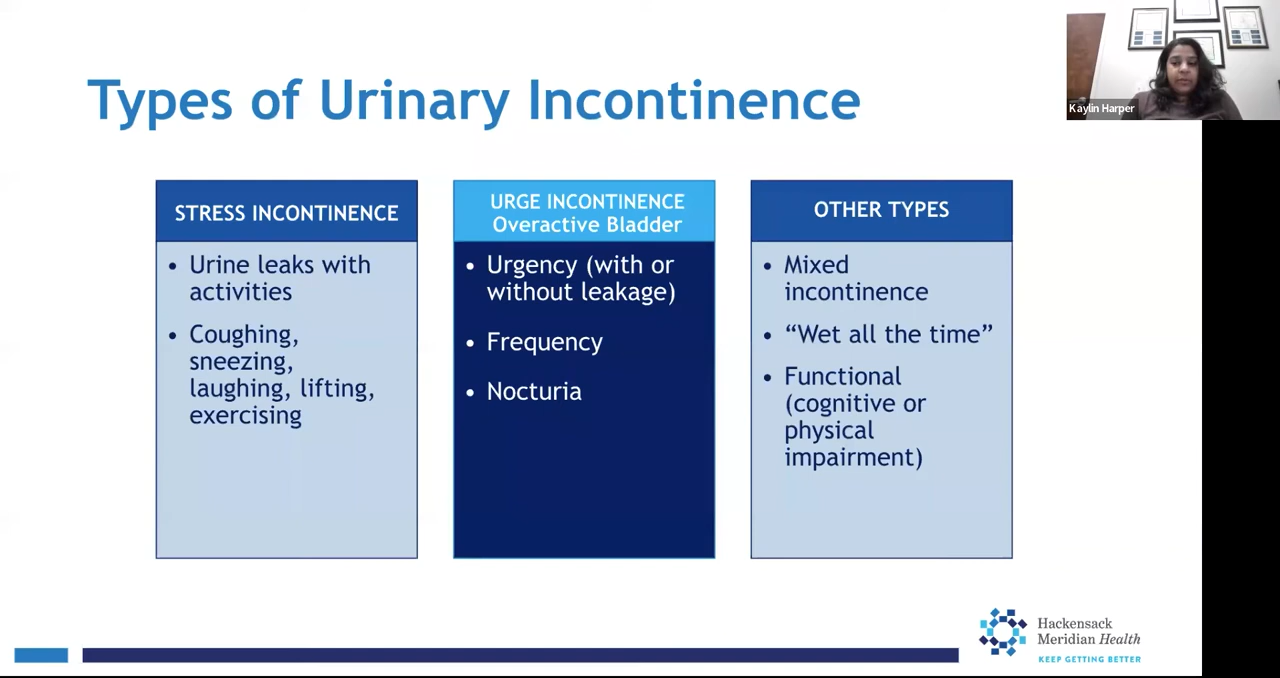 Types of Urinary Incontinence
Kaylin Harper
STRESS INCONTINENCE
• Urine leaks with
activities
• Coughing,
sneezing,
laughing, lifting,
exercising
URGE INCONTINENCE
Overactive Bladder
• Urgency (with or
without leakage)
• Frequency
• Nocturia
OTHER TYPES
• Mixed
incontinence
• “Wet all the time”
• Functional
(cognitive or
physical
impairment)
Hackensack
Meridian Health
KEEP GETTING BETTER